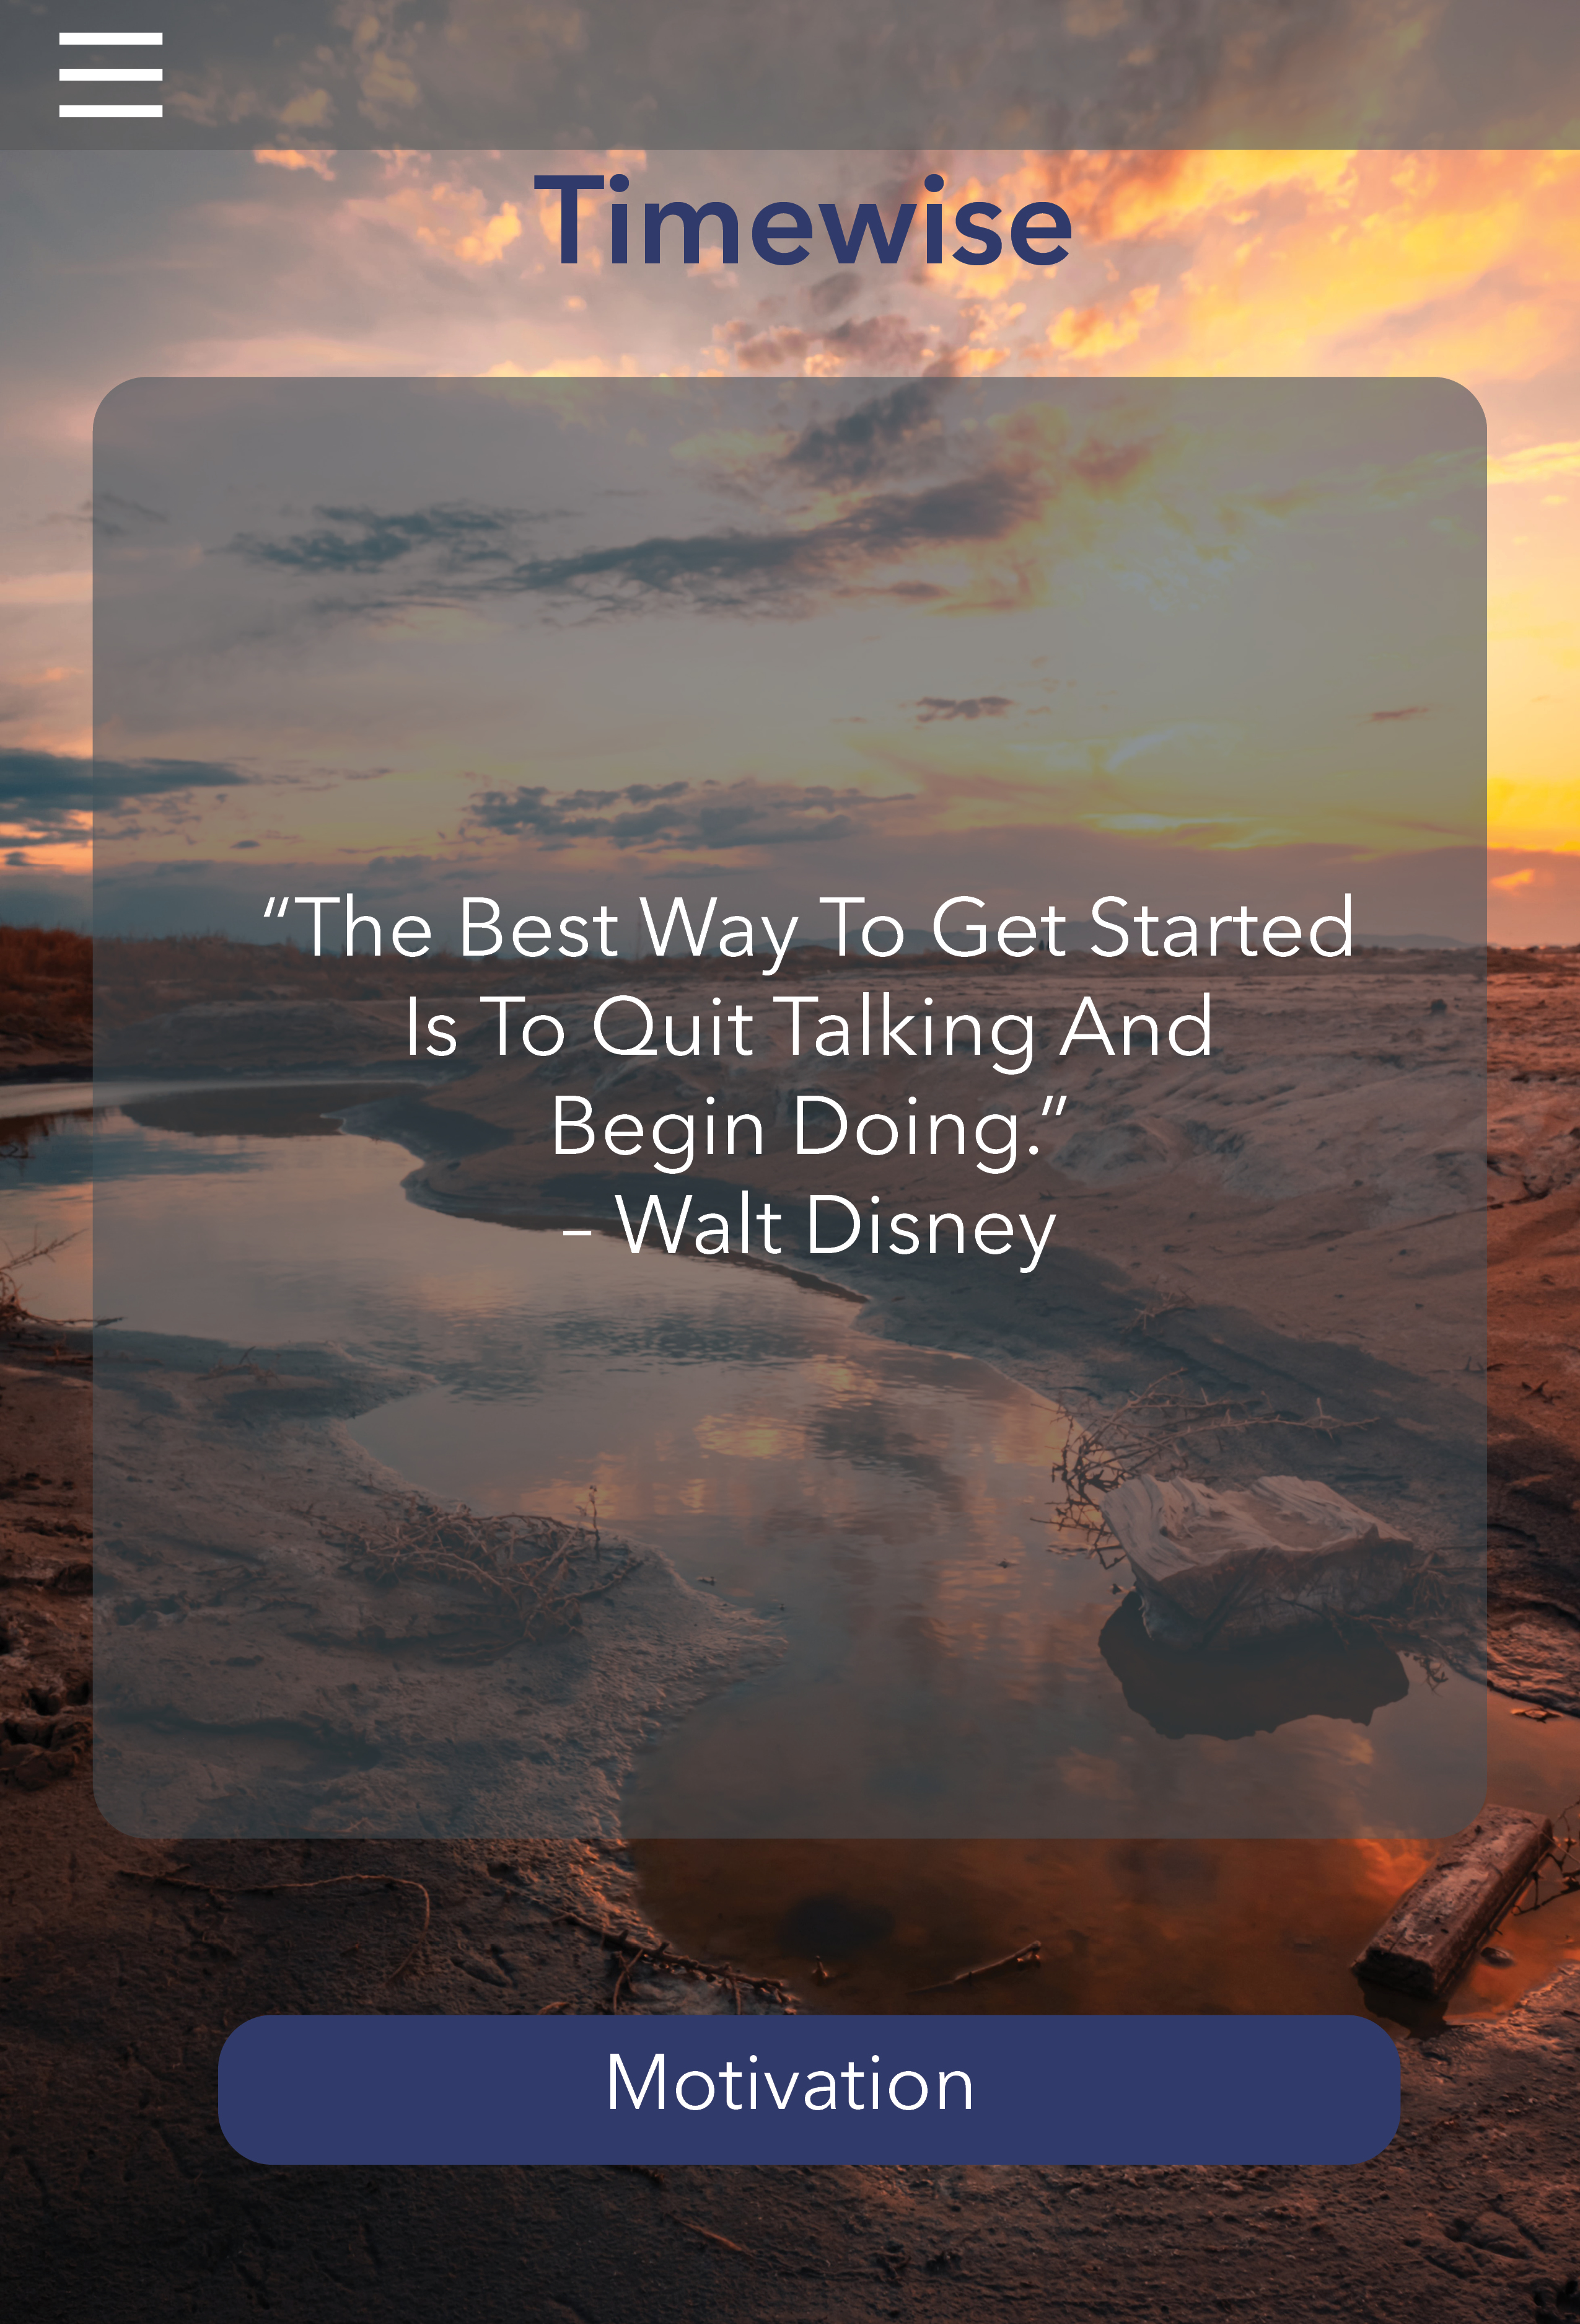 Timewise
“The Best Way To Get Started
Is To Quit Talking And
Begin Doing.”
– Walt Disney
Motivation